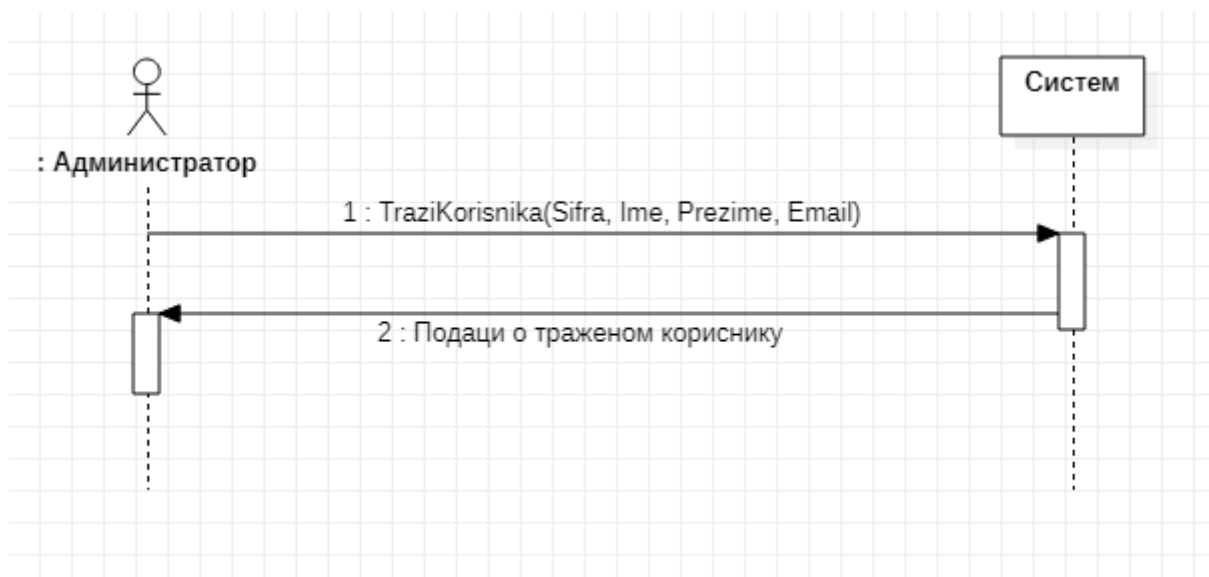 Систем
: Администратор
1 : TraziKorisnika(Sifra, Ime, Prezime, Email)
2 : Подаци о траженом кориснику